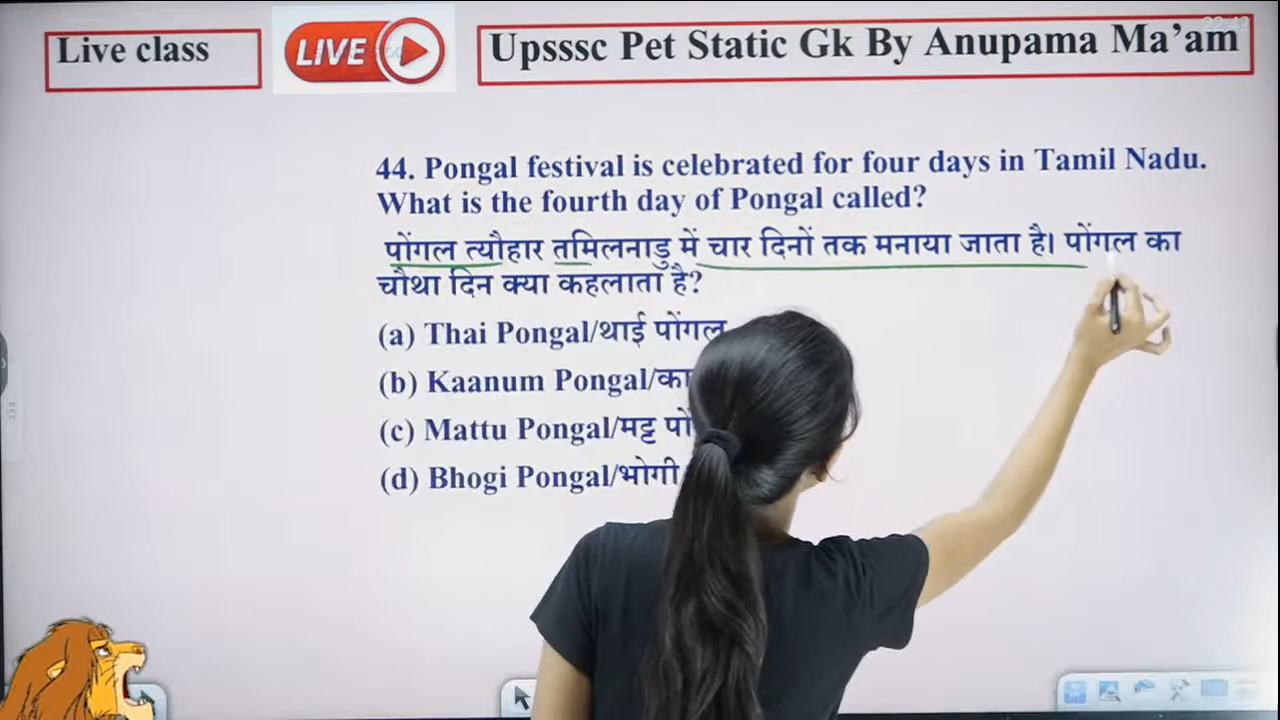 Live class
LIVE
Upsssc Pet Static Gk By Anupama Ma’am
22:42
44. Pongal festival is celebrated for four days in Tamil Nadu.
What is the fourth day of Pongal called?
पोंगल त्यौहार तमिलनाडु में चार दिनों तक मनाया जाता है। पोंगल का
चौथा दिन क्या कहलाता है?
(a) Thai Pongal/थाई पोंगल
(b) Kaanum Pongal/का
(c) Mattu Pongal/मट्टू पों
(d) Bhogi Pongal/भोगी